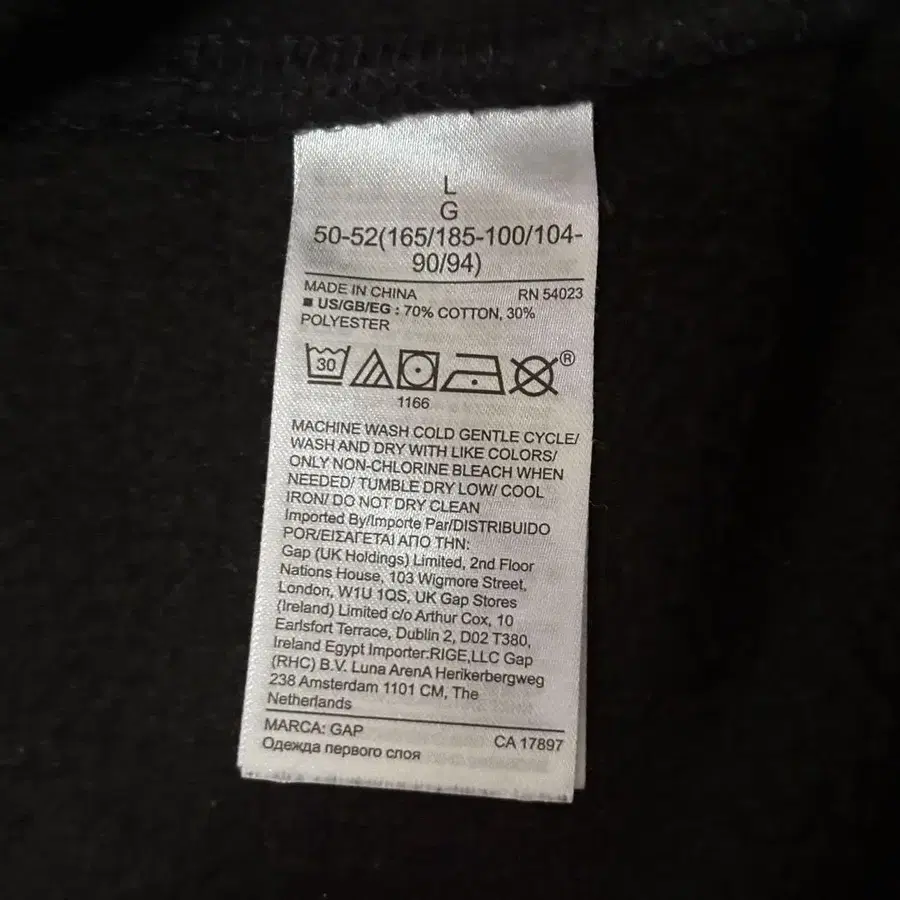 L
G
50-52(165/185-100/104-
90/94)
MADE IN CHINA RN 54023
■ US/GB/EG : 70% COTTON, 30%
POLYESTER
30 ®
1166
MACHINE WASH COLD GENTLE CYCLE/
WASH AND DRY WITH LIKE COLORS/
ONLY NON-CHLORINE BLEACH WHEN
NEEDED/ TUMBLE DRY LOW/ COOL
IRON/ DO NOT DRY CLEAN
Imported By/Importe Par/DISTRIBUIDO
POR/ΕΙΣΑΓΕΤΑΙ ΑΠΟ ΤΗΝ:
Gap (UK Holdings) Limited, 2nd Floor
Nations House, 103 Wigmore Street,
London, W1U 1QS, UK Gap Stores
(Ireland) Limited c/o Arthur Cox, 10
Earlsfort Terrace, Dublin 2, D02 T380,
Ireland Egypt Importer:RIGE,LLC Gap
(RHC) B.V. Luna ArenA Herikerbergweg
238 Amsterdam 1101 CM, The
Netherlands
MARCA: GAP CA 17897
Одежда первого слоя